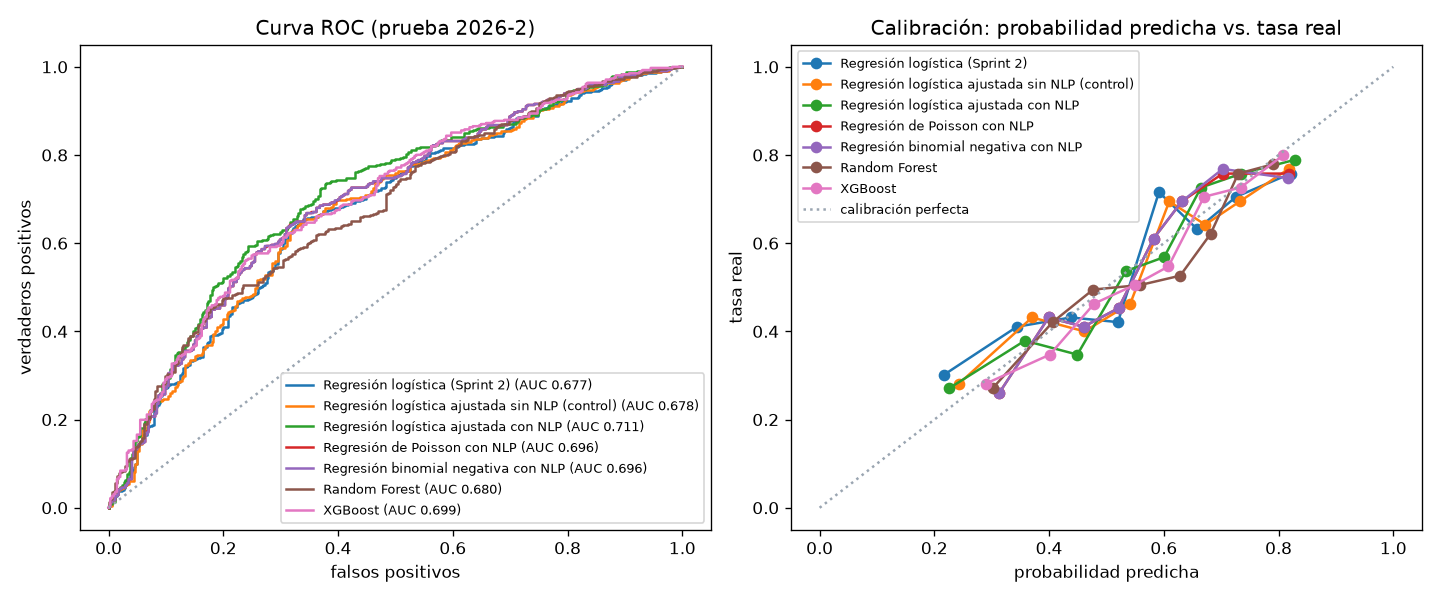 Curva ROC (prueba 2026-2)
1.0
0.8
0.6
0.4
0.2
0.0
verdaderos positivos
Regresión logística (Sprint 2) (AUC 0.677)
Regresión logística ajustada sin NLP (control) (AUC 0.678)
Regresión logística ajustada con NLP (AUC 0.711)
Regresión de Poisson con NLP (AUC 0.696)
Regresión binomial negativa con NLP (AUC 0.696)
Random Forest (AUC 0.680)
XGBoost (AUC 0.699)
0.0 0.2 0.4 0.6 0.8 1.0
falsos positivos
Calibración: probabilidad predicha vs. tasa real
1.0
0.8
0.6
0.4
0.2
0.0
tasa real
Regresión logística (Sprint 2)
Regresión logística ajustada sin NLP (control)
Regresión logística ajustada con NLP
Regresión de Poisson con NLP
Regresión binomial negativa con NLP
Random Forest
XGBoost
calibración perfecta
0.0 0.2 0.4 0.6 0.8 1.0
probabilidad predicha